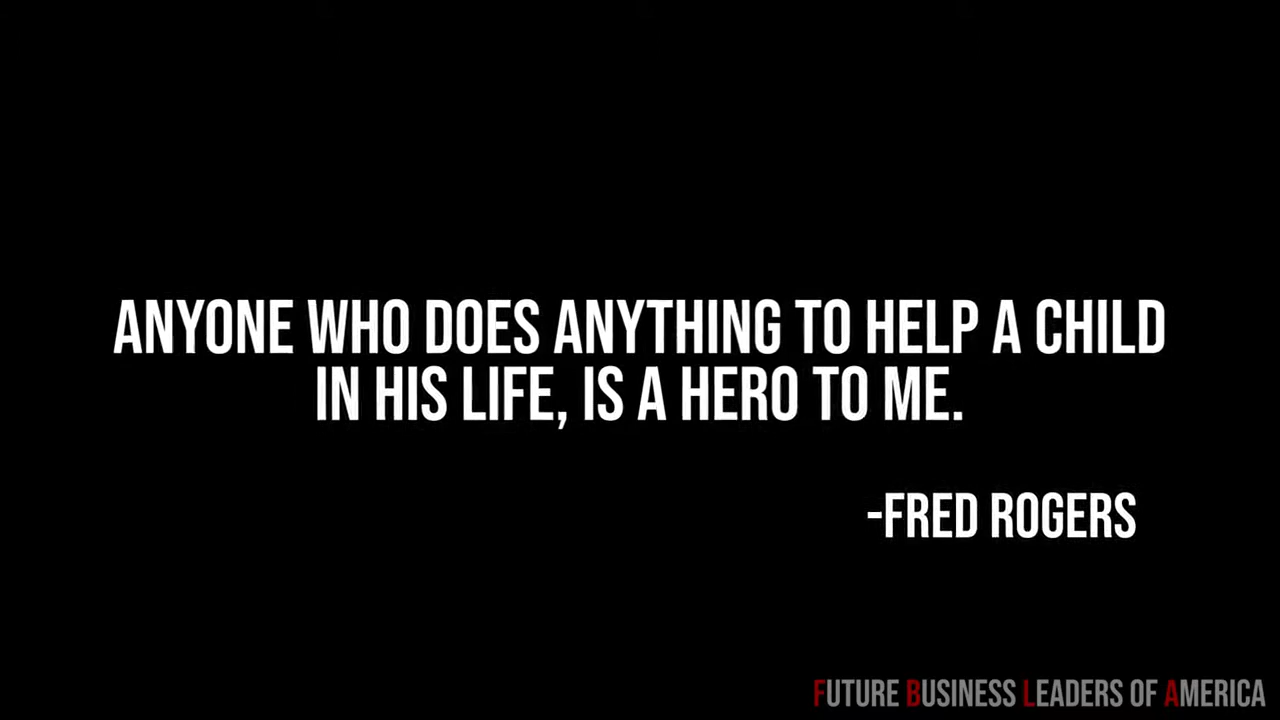 ANYONE WHO DOES ANYTHING TO HELP A CHILD
IN HIS LIFE, IS A HERO TO ME.
-FRED ROGERS
FUTURE BUSINESS LEADERS OF AMERICA